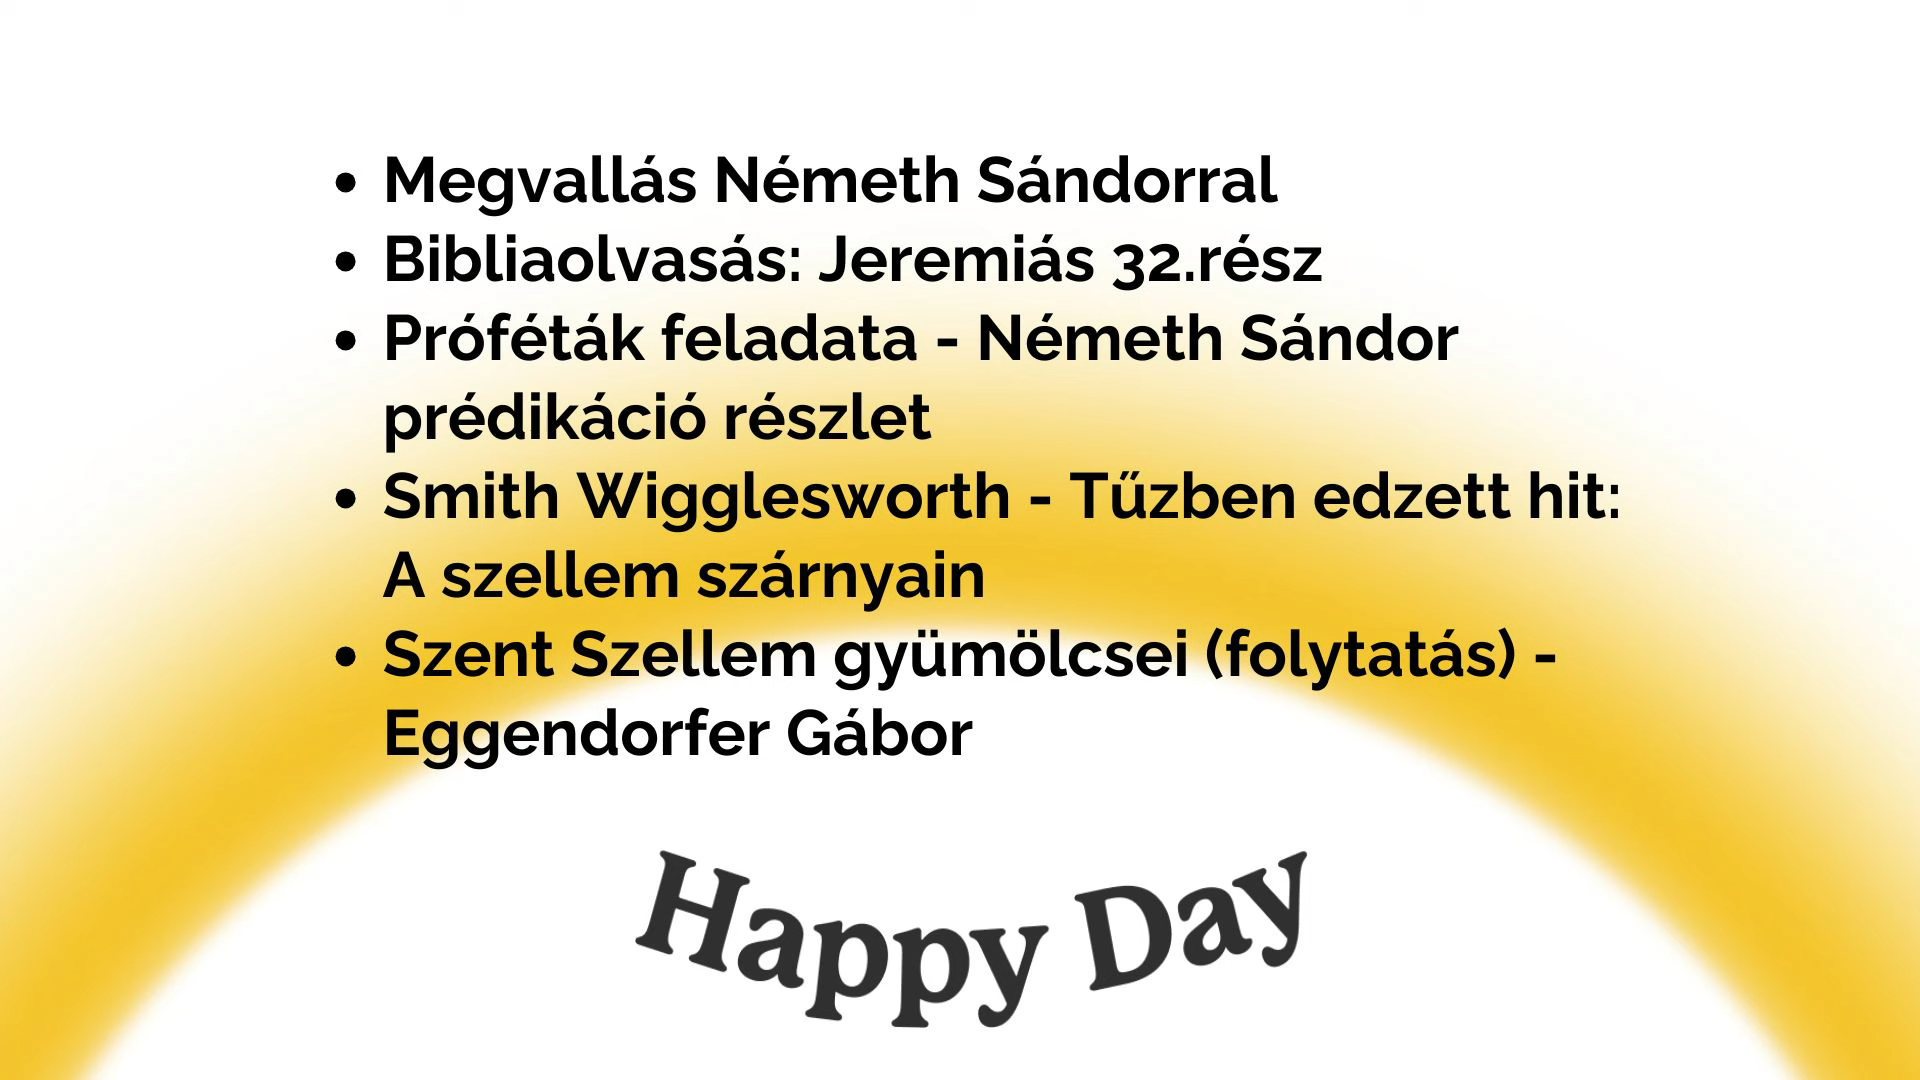 • Megvallás Németh Sándorral
• Bibliaolvasás: Jeremiás 32.rész
• Próféták feladata - Németh Sándor
prédikáció részlet
• Smith Wigglesworth - Tűzben edzett hit:
A szellem szárnyain
• Szent Szellem gyümölcsei (folytatás) -
Eggendorfer Gábor
Happy Day